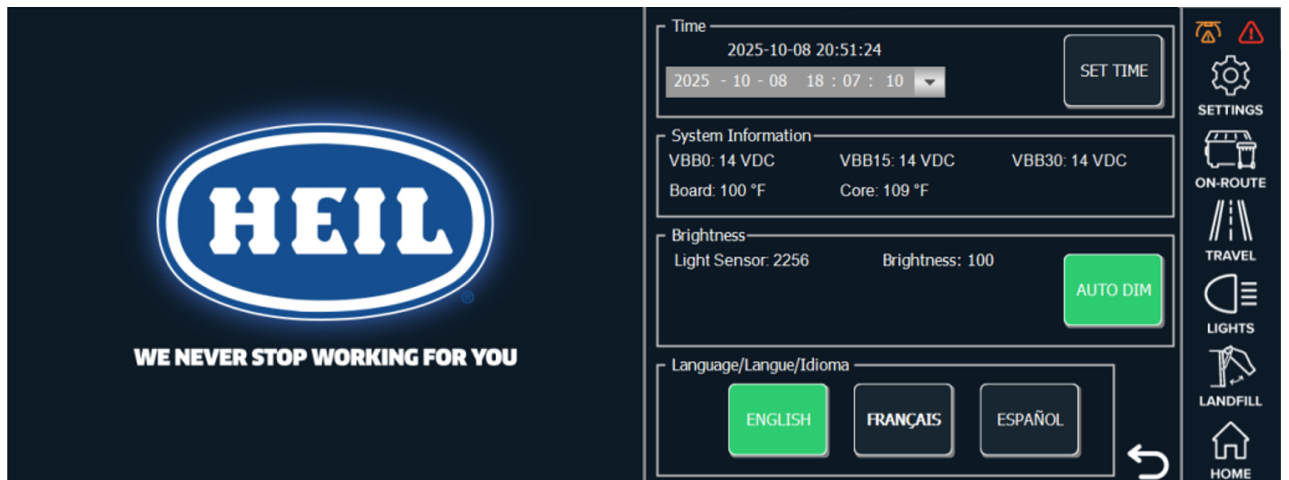 HEIL
®
WE NEVER STOP WORKING FOR YOU
Time
2025-10-08 20:51:24
2025 - 10 - 08 18 : 07 : 10
SET TIME
System Information
VBB0: 14 VDC VBB15: 14 VDC VBB30: 14 VDC
Board: 100 °F Core: 109 °F
Brightness
Light Sensor: 2256 Brightness: 100
AUTO DIM
Language/Langue/Idioma
ENGLISH FRANÇAIS ESPAÑOL
SETTINGS
ON-ROUTE
TRAVEL
LIGHTS
LANDFILL
HOME